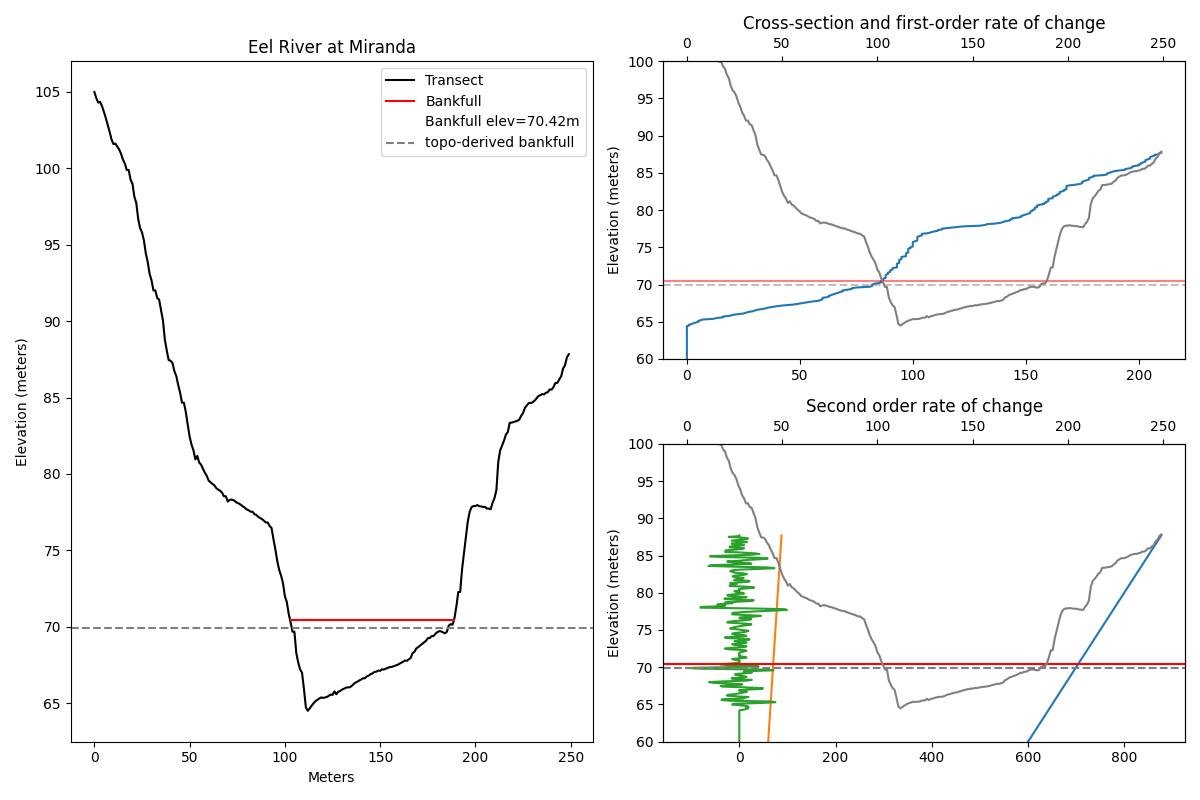 Eel River at Miranda
Elevation (meters)
105
100
95
90
85
80
75
70
65
Transect
Bankfull
Bankfull elev=70.42m
topo-derived bankfull
0 50 100 150 200 250
Meters
Cross-section and first-order rate of change
0 50 100 150 200 250
Elevation (meters)
100
95
90
85
80
75
70
65
60
0 50 100 150 200
Second order rate of change
0 50 100 150 200 250
Elevation (meters)
100
95
90
85
80
75
70
65
60
0 200 400 600 800